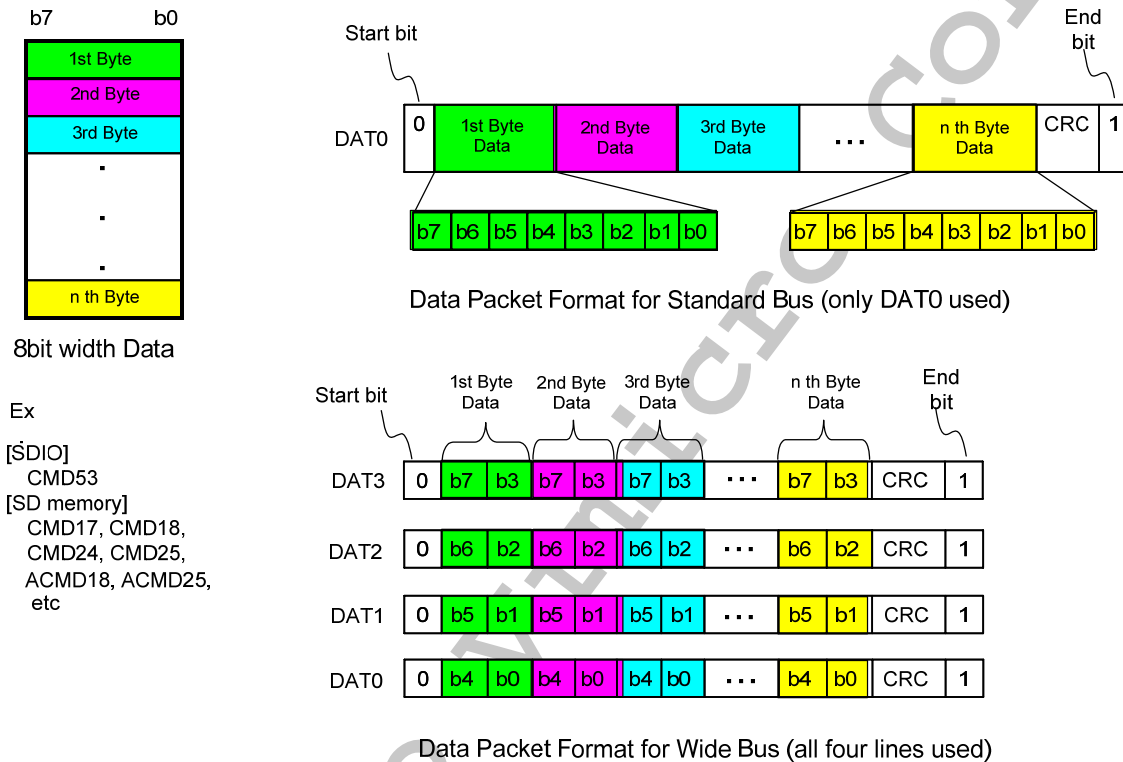 b7 b0
1st Byte
2nd Byte
3rd Byte
.
.
.
n th Byte
8bit width Data
Ex
[SDIO]
CMD53
[SD memory]
CMD17, CMD18,
CMD24, CMD25,
ACMD18, ACMD25,
etc
Start bit
End
bit
DAT0 0 1st Byte Data 2nd Byte Data 3rd Byte Data ... n th Byte Data CRC 1
b7 b6 b5 b4 b3 b2 b1 b0 b7 b6 b5 b4 b3 b2 b1 b0
Data Packet Format for Standard Bus (only DAT0 used)
Start bit
1st Byte Data 2nd Byte Data 3rd Byte Data n th Byte Data
End
bit
DAT3 0 b7 b3 b7 b3 b7 b3 ... b7 b3 CRC 1
DAT2 0 b6 b2 b6 b2 b6 b2 ... b6 b2 CRC 1
DAT1 0 b5 b1 b5 b1 b5 b1 ... b5 b1 CRC 1
DAT0 0 b4 b0 b4 b0 b4 b0 ... b4 b0 CRC 1
Data Packet Format for Wide Bus (all four lines used)
Vimicro